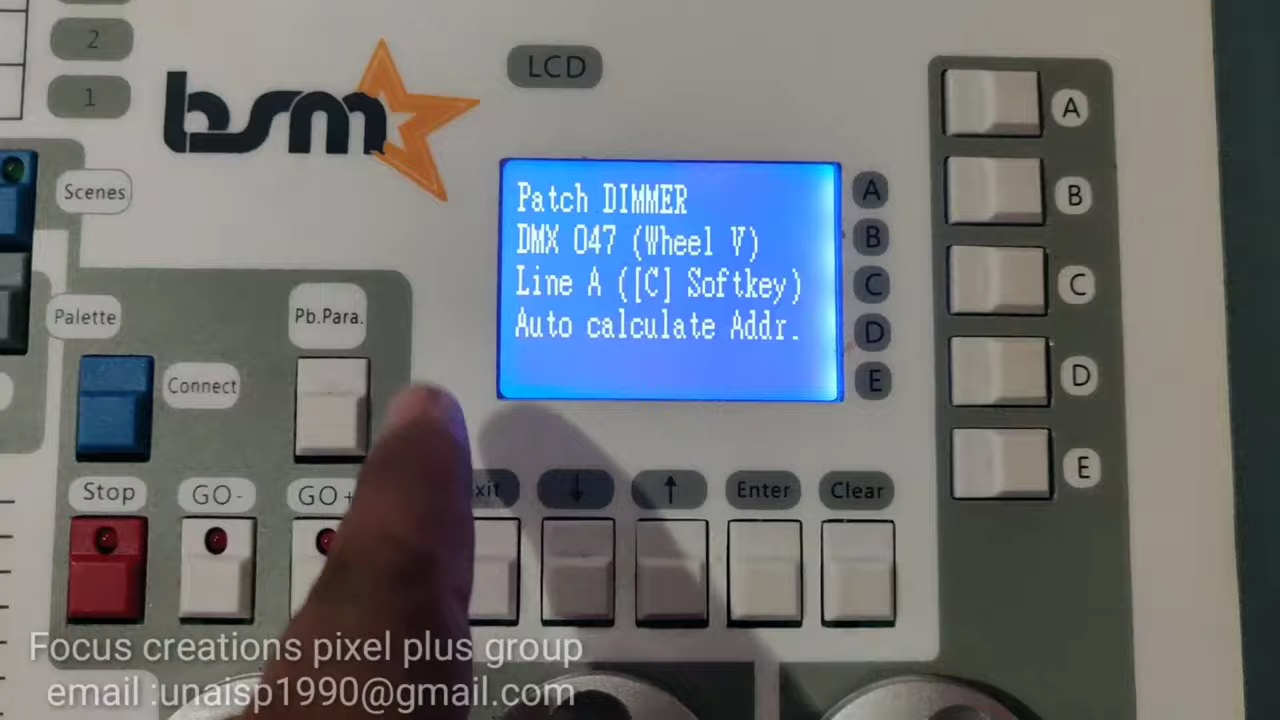 2
1
bsm
LCD
Scenes
Patch DIMMER
DMX 047 (Wheel V)
Line A ([C] Softkey)
Auto calculate Addr.
A
B
C
D
E
A
B
C
D
E
Palette
Pb.Para.
Connect
Stop
GO-
GO+
↓
↑
Enter
Clear
Focus creations pixel plus group
email :unaisp1990@gmail.com